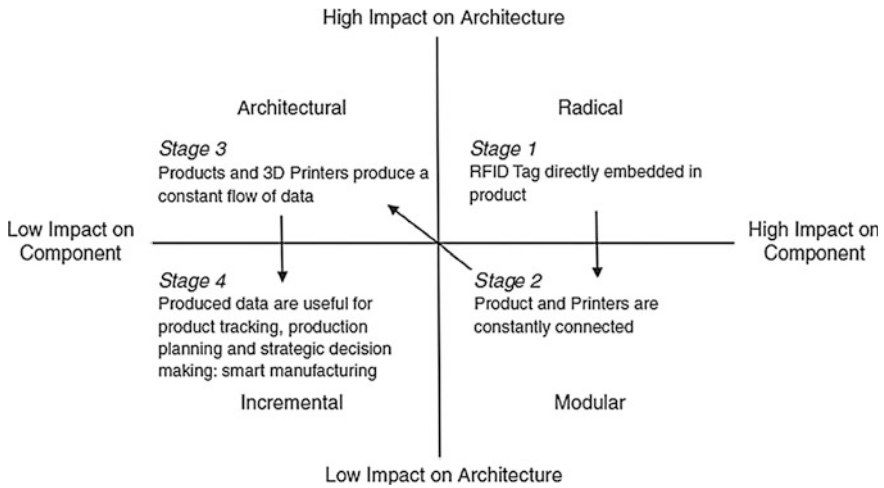 High Impact on Architecture
Architectural
Radical
Stage 3
Products and 3D Printers produce a
constant flow of data
Stage 1
RFID Tag directly embedded in
product
Low Impact on
Component
High Impact on
Component
Stage 4
Produced data are useful for
product tracking, production
planning and strategic decision
making: smart manufacturing
Stage 2
Product and Printers are
constantly connected
Incremental
Modular
Low Impact on Architecture